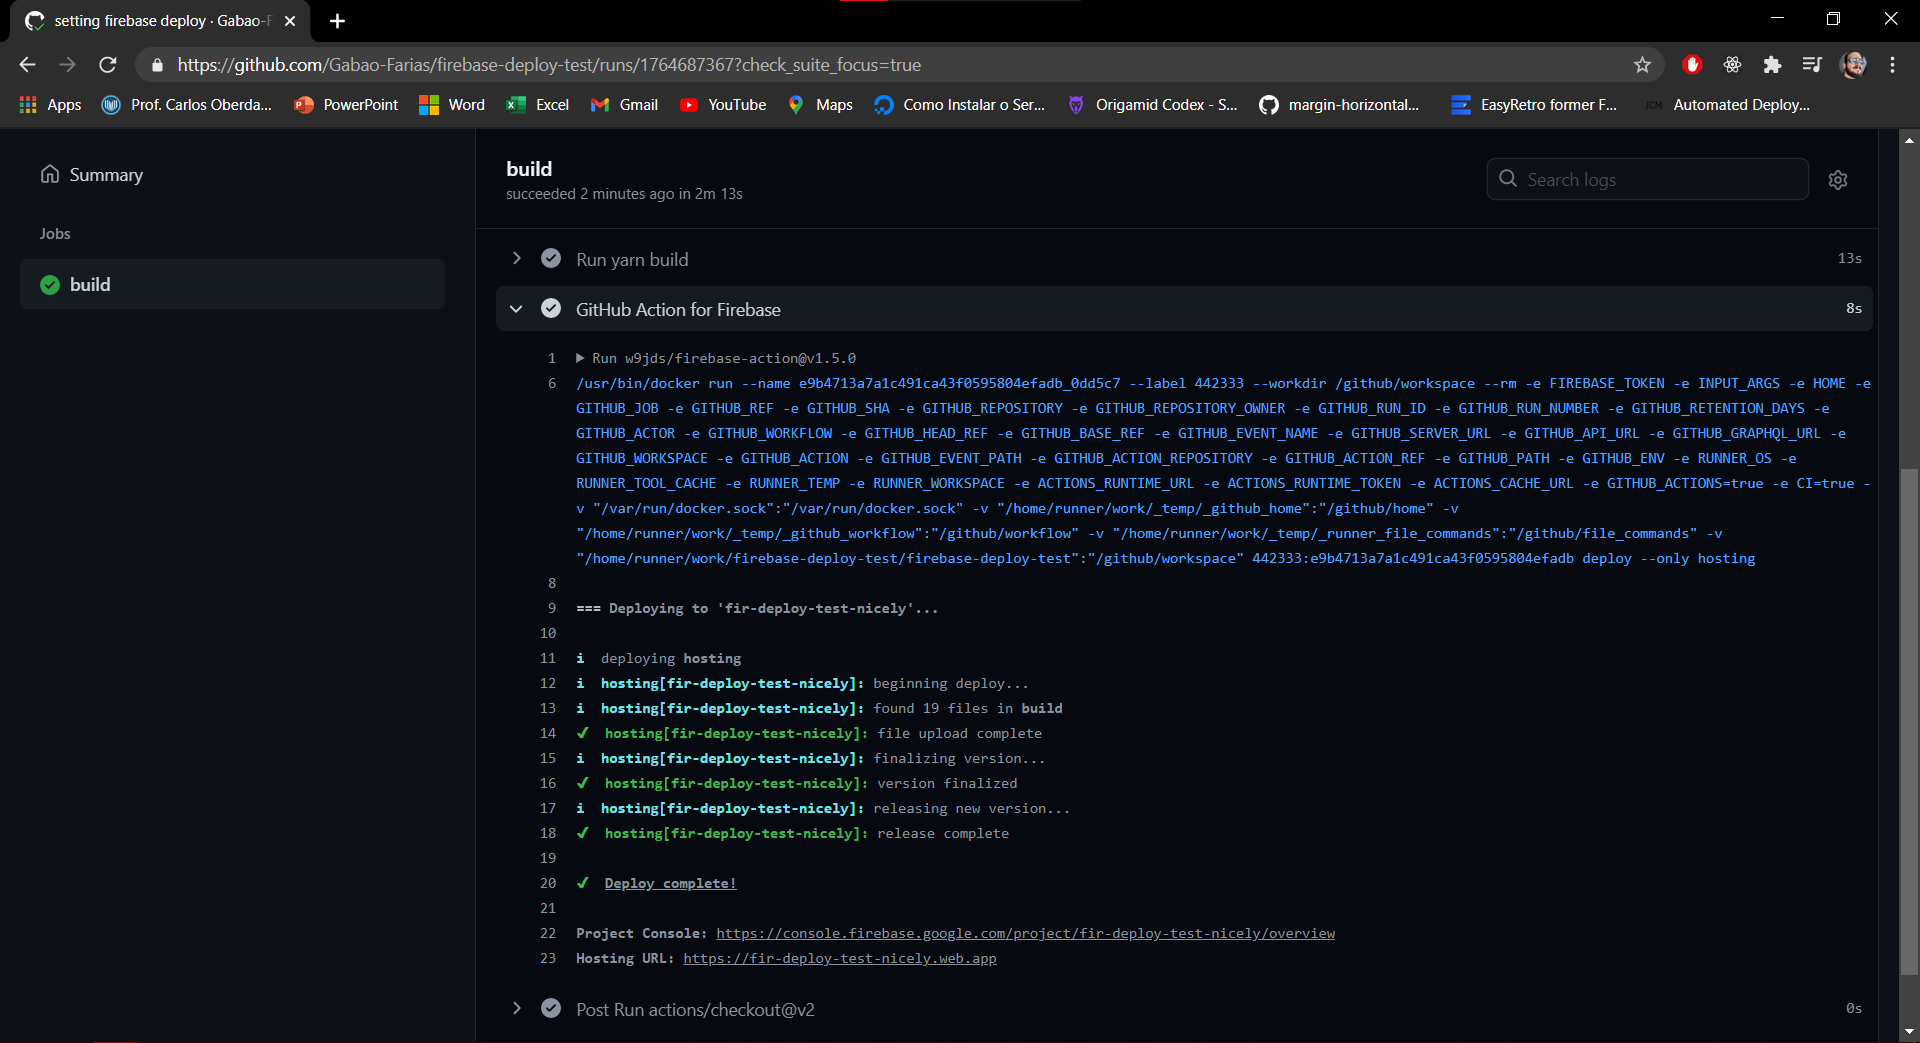 setting firebase deploy · Gabao-F
https://github.com/Gabao-Farias/firebase-deploy-test/runs/1764687367?check_suite_focus=true
Apps Prof. Carlos Oberda... PowerPoint Word Excel Gmail YouTube Maps Como Instalar o Ser... Origamid Codex - S... margin-horizontal... EasyRetro former F... JCM Automated Deploy...
Summary
Jobs
build
build
succeeded 2 minutes ago in 2m 13s
Search logs
Run yarn build 13s
GitHub Action for Firebase 8s
1 Run w9jds/firebase-action@v1.5.0
6 /usr/bin/docker run --name e9b4713a7a1c491ca43f0595804efadb_0dd5c7 --label 442333 --workdir /github/workspace --rm -e FIREBASE_TOKEN -e INPUT_ARGS -e HOME -e
GITHUB_JOB -e GITHUB_REF -e GITHUB_SHA -e GITHUB_REPOSITORY -e GITHUB_REPOSITORY_OWNER -e GITHUB_RUN_ID -e GITHUB_RUN_NUMBER -e GITHUB_RETENTION_DAYS -e
GITHUB_ACTOR -e GITHUB_WORKFLOW -e GITHUB_HEAD_REF -e GITHUB_BASE_REF -e GITHUB_EVENT_NAME -e GITHUB_SERVER_URL -e GITHUB_API_URL -e GITHUB_GRAPHQL_URL -e
GITHUB_WORKSPACE -e GITHUB_ACTION -e GITHUB_EVENT_PATH -e GITHUB_ACTION_REPOSITORY -e GITHUB_ACTION_REF -e GITHUB_PATH -e GITHUB_ENV -e RUNNER_OS -e
RUNNER_TOOL_CACHE -e RUNNER_TEMP -e RUNNER_WORKSPACE -e ACTIONS_RUNTIME_URL -e ACTIONS_RUNTIME_TOKEN -e ACTIONS_CACHE_URL -e GITHUB_ACTIONS=true -e CI=true -
v "/var/run/docker.sock":"/var/run/docker.sock" -v "/home/runner/work/_temp/_github_home":"/github/home" -v
"/home/runner/work/_temp/_github_workflow":"/github/workflow" -v "/home/runner/work/_temp/_runner_file_commands":"/github/file_commands" -v
"/home/runner/work/firebase-deploy-test/firebase-deploy-test":"/github/workspace" 442333:e9b4713a7a1c491ca43f0595804efadb deploy --only hosting
8
9 === Deploying to 'fir-deploy-test-nicely'...
10
11 i deploying hosting
12 i hosting[fir-deploy-test-nicely]: beginning deploy...
13 i hosting[fir-deploy-test-nicely]: found 19 files in build
14 ✔ hosting[fir-deploy-test-nicely]: file upload complete
15 i hosting[fir-deploy-test-nicely]: finalizing version...
16 ✔ hosting[fir-deploy-test-nicely]: version finalized
17 i hosting[fir-deploy-test-nicely]: releasing new version...
18 ✔ hosting[fir-deploy-test-nicely]: release complete
19
20 ✔ Deploy complete!
21
22 Project Console: https://console.firebase.google.com/project/fir-deploy-test-nicely/overview
23 Hosting URL: https://fir-deploy-test-nicely.web.app
Post Run actions/checkout@v2 0s